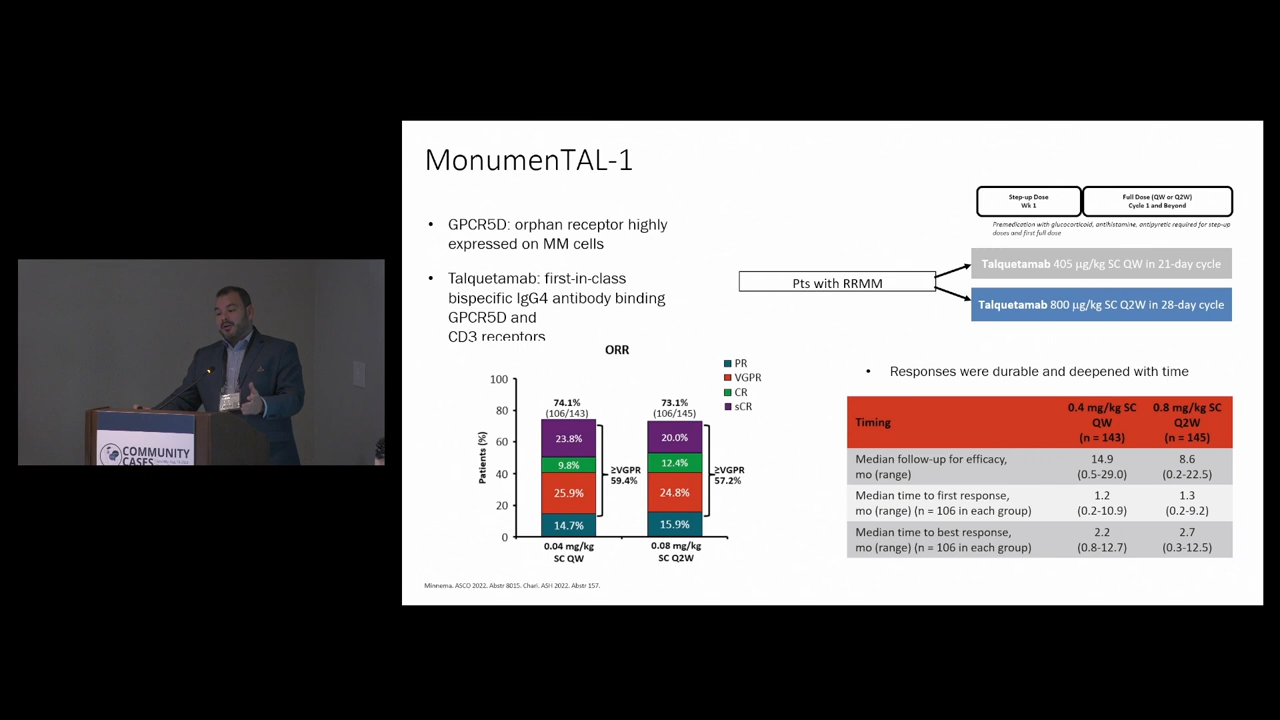 MonumenTAL-1
• GPCR5D: orphan receptor highly
expressed on MM cells
• Talquetamab: first-in-class
bispecific IgG4 antibody binding
GPCR5D and
CD3 receptors
Step-up Dose
Wk 1
Full Dose (QW or Q2W)
Cycle 1 and Beyond
Premedication with glucocorticoid, antihistamine, antipyretic required for step-up
doses and first full dose
Pts with RRMM
Talquetamab 405 µg/kg SC QW in 21-day cycle
Talquetamab 800 µg/kg SC Q2W in 28-day cycle
ORR
PR
VGPR
CR
sCR
Patients (%)
100
80
60
40
20
0
74.1%
(106/143)
23.8%
9.8%
25.9%
14.7%
≥VGPR
59.4%
0.04 mg/kg
SC QW
73.1%
(106/145)
20.0%
12.4%
24.8%
15.9%
≥VGPR
57.2%
0.08 mg/kg
SC Q2W
• Responses were durable and deepened with time
Timing
0.4 mg/kg SC
QW
(n = 143)
0.8 mg/kg SC
Q2W
(n = 145)
Median follow-up for efficacy,
mo (range)
14.9
(0.5-29.0)
8.6
(0.2-22.5)
Median time to first response,
mo (range) (n = 106 in each group)
1.2
(0.2-10.9)
1.3
(0.2-9.2)
Median time to best response,
mo (range) (n = 106 in each group)
2.2
(0.8-12.7)
2.7
(0.3-12.5)
Minnema. ASCO 2022. Abstr 8015. Chari. ASH 2022. Abstr 157.
COMMUNITY
CASES